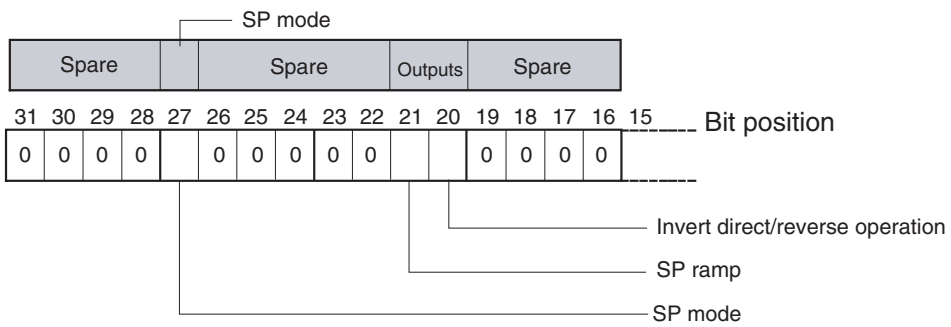 SP mode
Spare Spare Outputs Spare
31 30 29 28 27 26 25 24 23 22 21 20 19 18 17 16 15 Bit position
0 0 0 0 0 0 0 0 0 0 0 0 0
Invert direct/reverse operation
SP ramp
SP mode